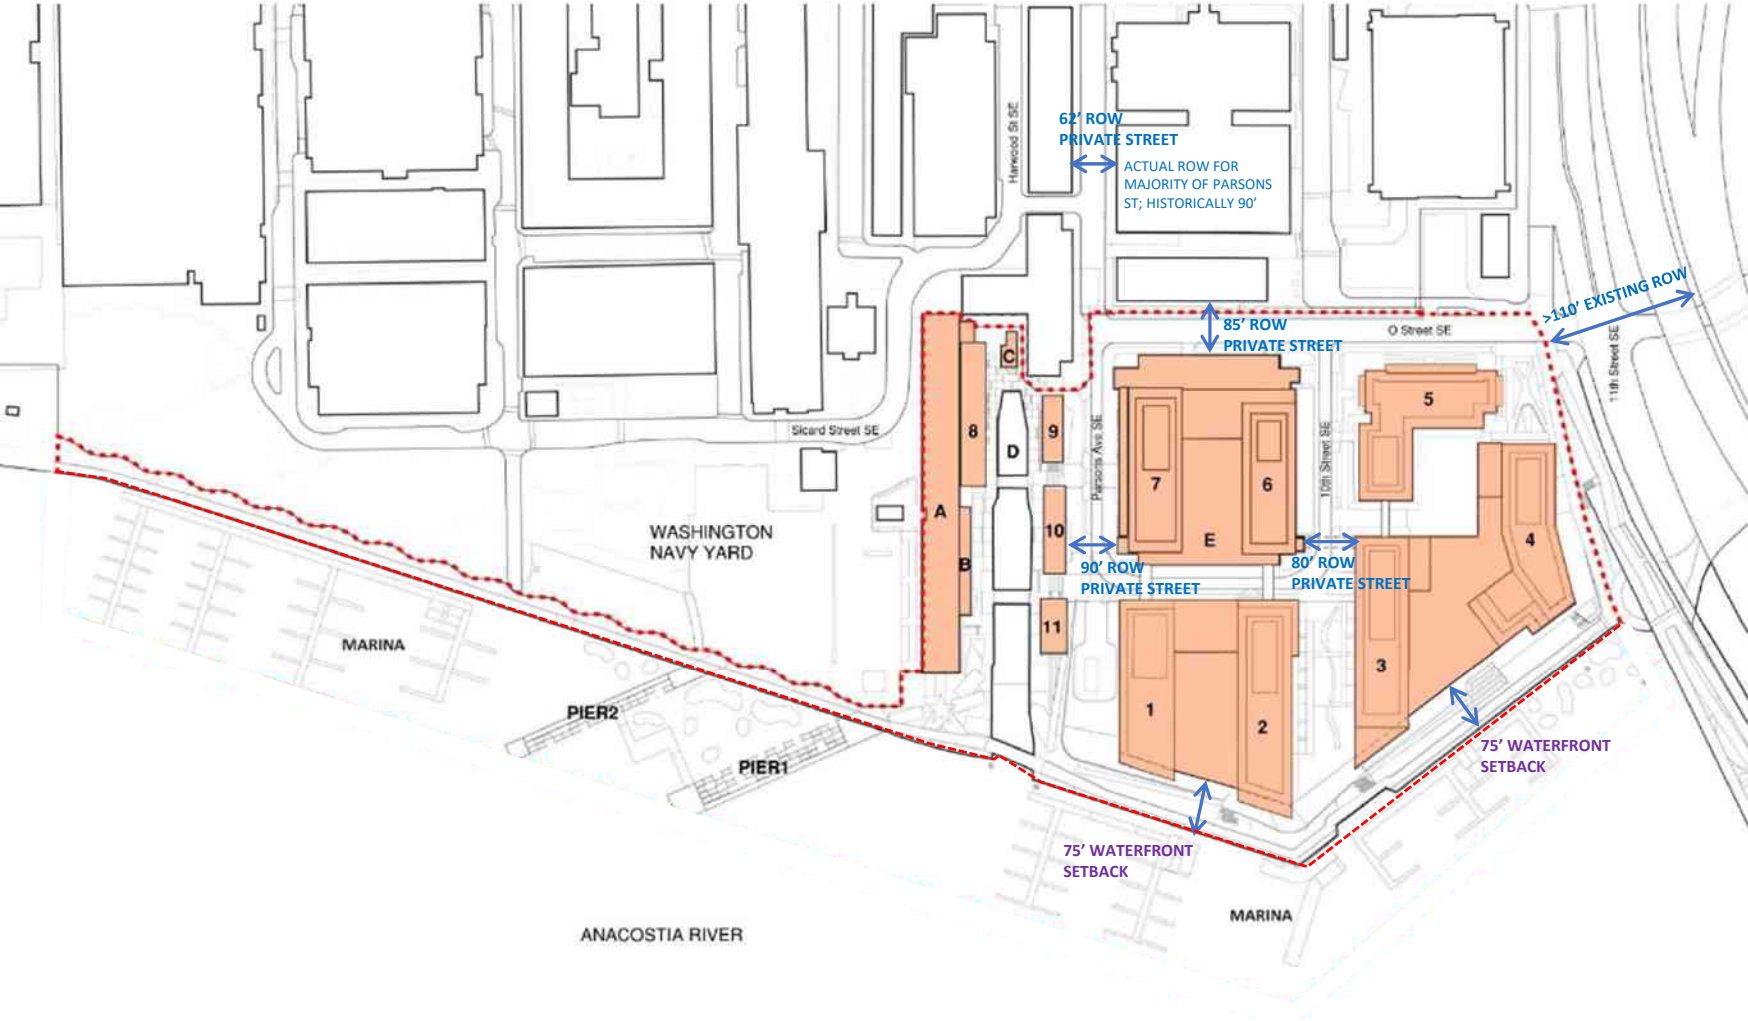 Harwood St SE
62’ ROW
PRIVATE STREET
ACTUAL ROW FOR
MAJORITY OF PARSONS
ST; HISTORICALLY 90’
>110’ EXISTING ROW
85’ ROW
PRIVATE STREET
O Street SE
11th Street SE
C
5
Sicard Street SE
8
9
D
Parsons Ave SE
10th Street SE
7
6
A
10
E
4
WASHINGTON
NAVY YARD
B
90’ ROW
PRIVATE STREET
80’ ROW
PRIVATE STREET
11
MARINA
3
PIER2
1
2
PIER1
75’ WATERFRONT
SETBACK
75’ WATERFRONT
SETBACK
MARINA
ANACOSTIA RIVER